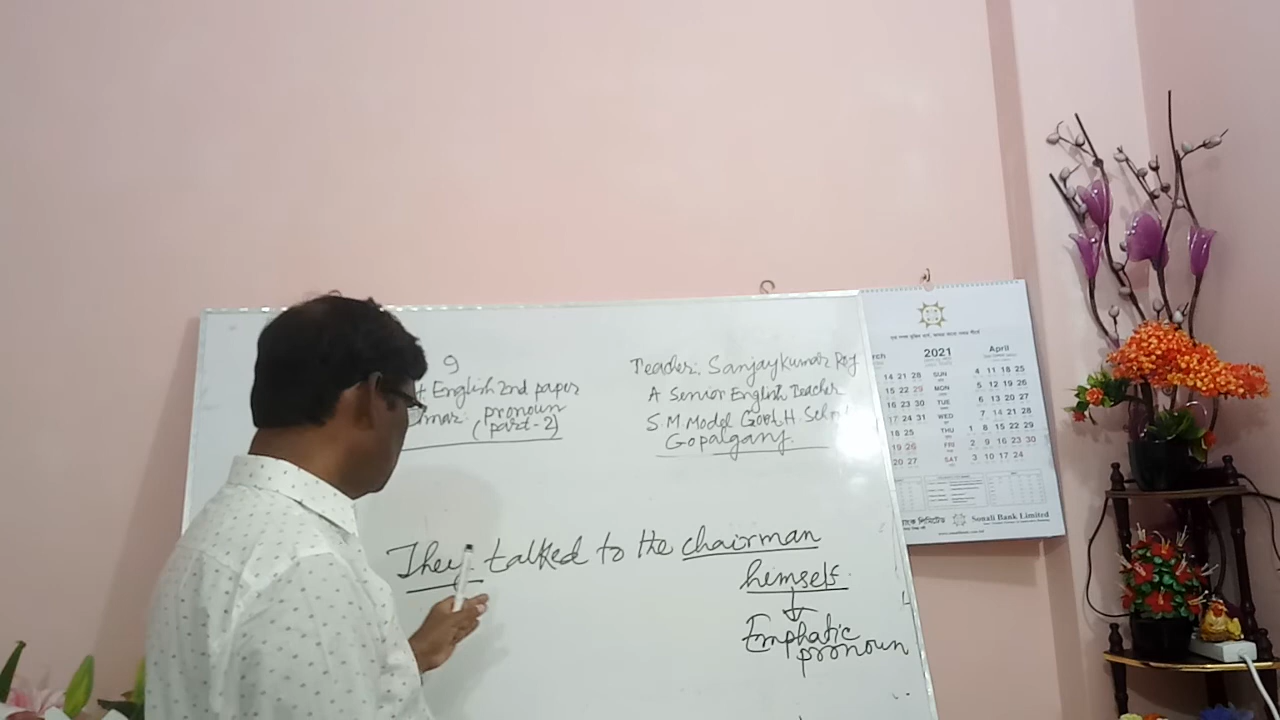 9
English 2nd paper
pronoun
(part-2)
Teacher: Sanjay Kumar Roy
A Senior English Teacher
S.M. Model Govt. H. School
Gopalganj.
They talked to the chairman
himself.
Emphatic
pronoun
2021
April
14 21 28 SUN 4 11 18 25
15 22 29 MON 5 12 19 26
16 23 30 TUE 6 13 20 27
17 24 31 WED 7 14 21 28
18 25 THU 1 8 15 22 29
19 26 FRI 2 9 16 23 30
20 27 SAT 3 10 17 24
Sonali Bank Limited